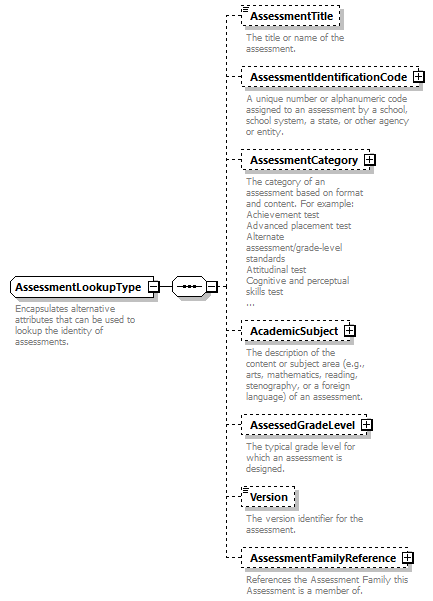 AssessmentTitle
The title or name of the
assessment.
AssessmentIdentificationCode
A unique number or alphanumeric code
assigned to an assessment by a school,
school system, a state, or other agency
or entity.
AssessmentCategory
The category of an
assessment based on format
and content. For example:
Achievement test
Advanced placement test
Alternate
assessment/grade-level
standards
Attitudinal test
Cognitive and perceptual
skills test
...
AssessmentLookupType
Encapsulates alternative
attributes that can be used to
lookup the identity of
assessments.
AcademicSubject
The description of the
content or subject area (e.g.,
arts, mathematics, reading,
stenography, or a foreign
language) of an assessment.
AssessedGradeLevel
The typical grade level for
which an assessment is
designed.
Version
The version identifier for the
assessment.
AssessmentFamilyReference
References the Assessment Family this
Assessment is a member of.